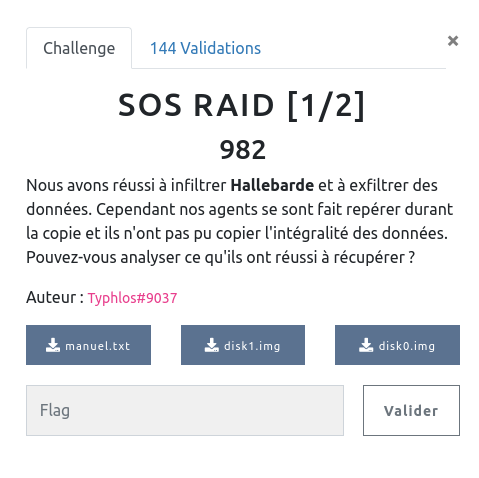 Challenge 144 Validations ×
SOS RAID [1/2]
982
Nous avons réussi à infiltrer Hallebarde et à exfiltrer des
données. Cependant nos agents se sont fait repérer durant
la copie et ils n'ont pas pu copier l'intégralité des données.
Pouvez-vous analyser ce qu'ils ont réussi à récupérer ?
Auteur : Typhlos#9037
manuel.txt disk1.img disk0.img
Flag Valider